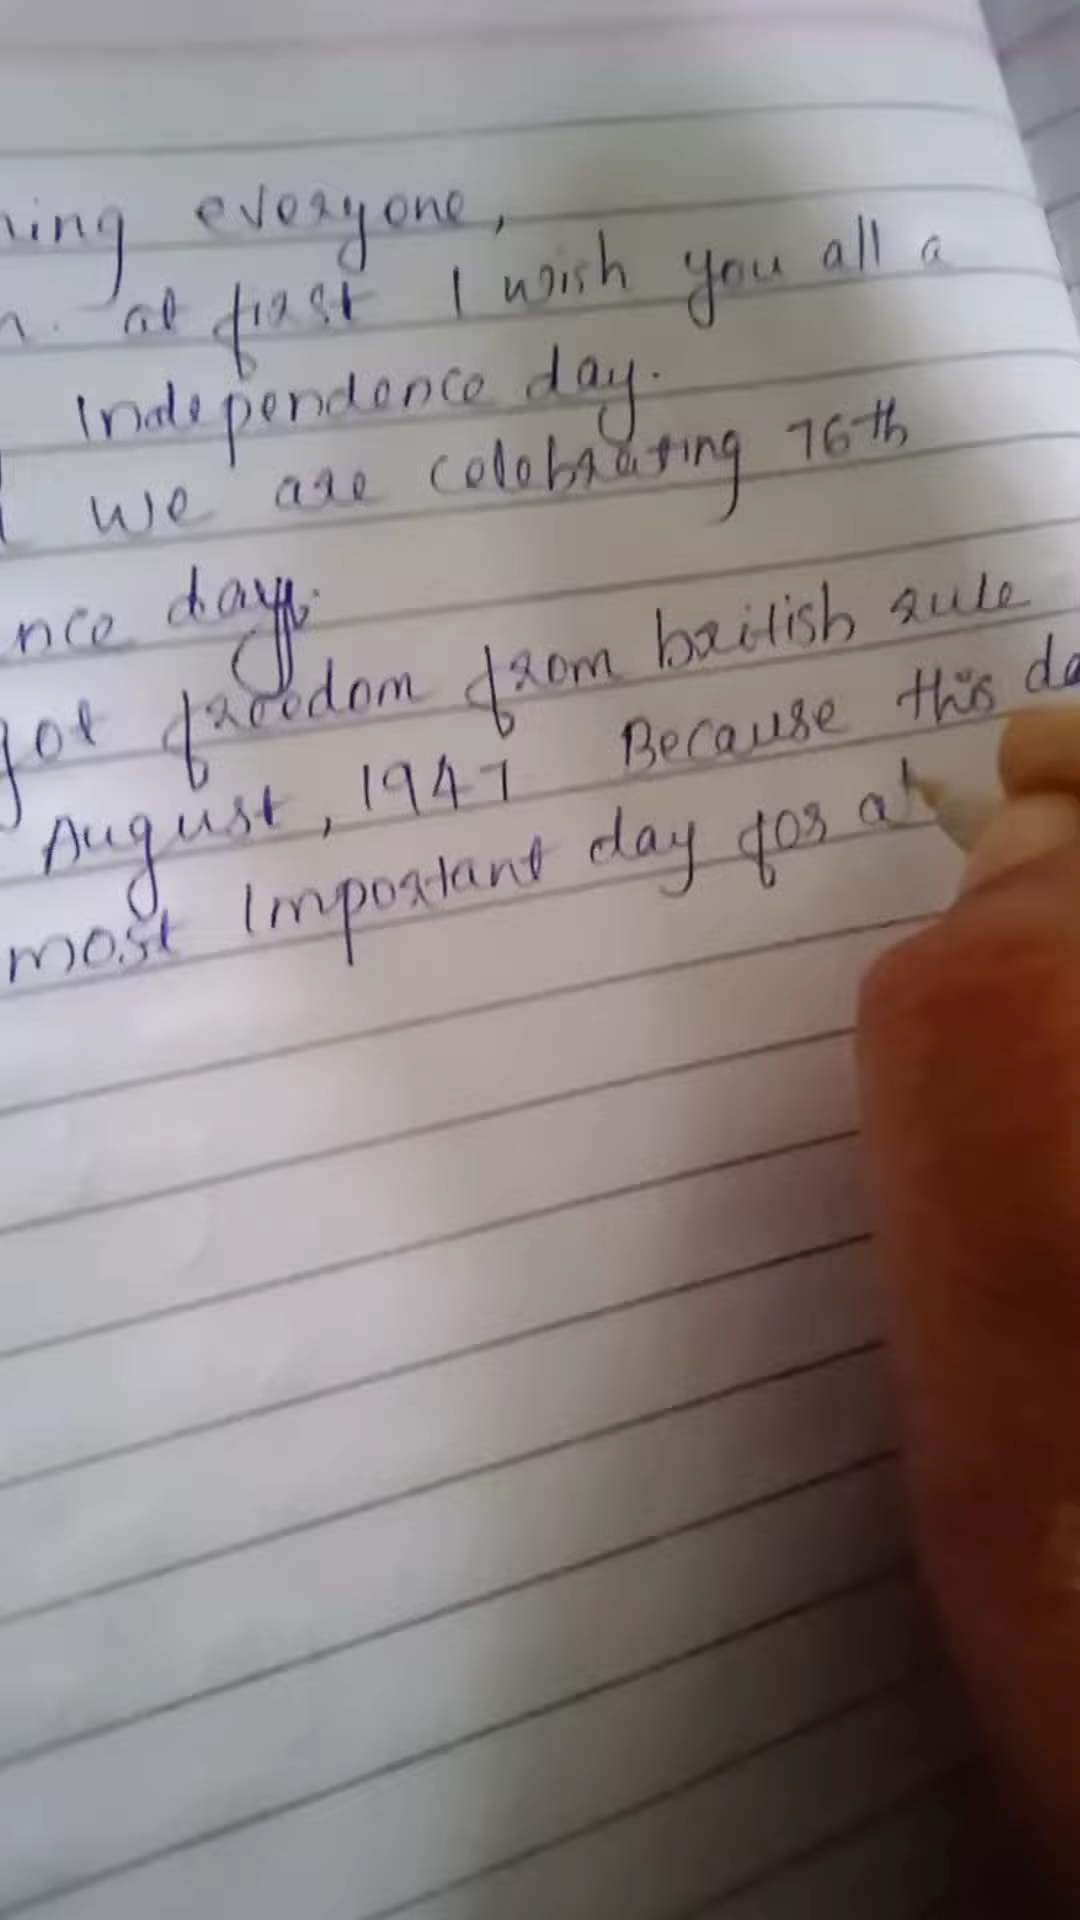 ning everyone,
n. at first I wish you all a
Independence day.
we are celebrating 76th
nce day.
got freedom from british rule
August, 1947 Because this da
most Important day for al